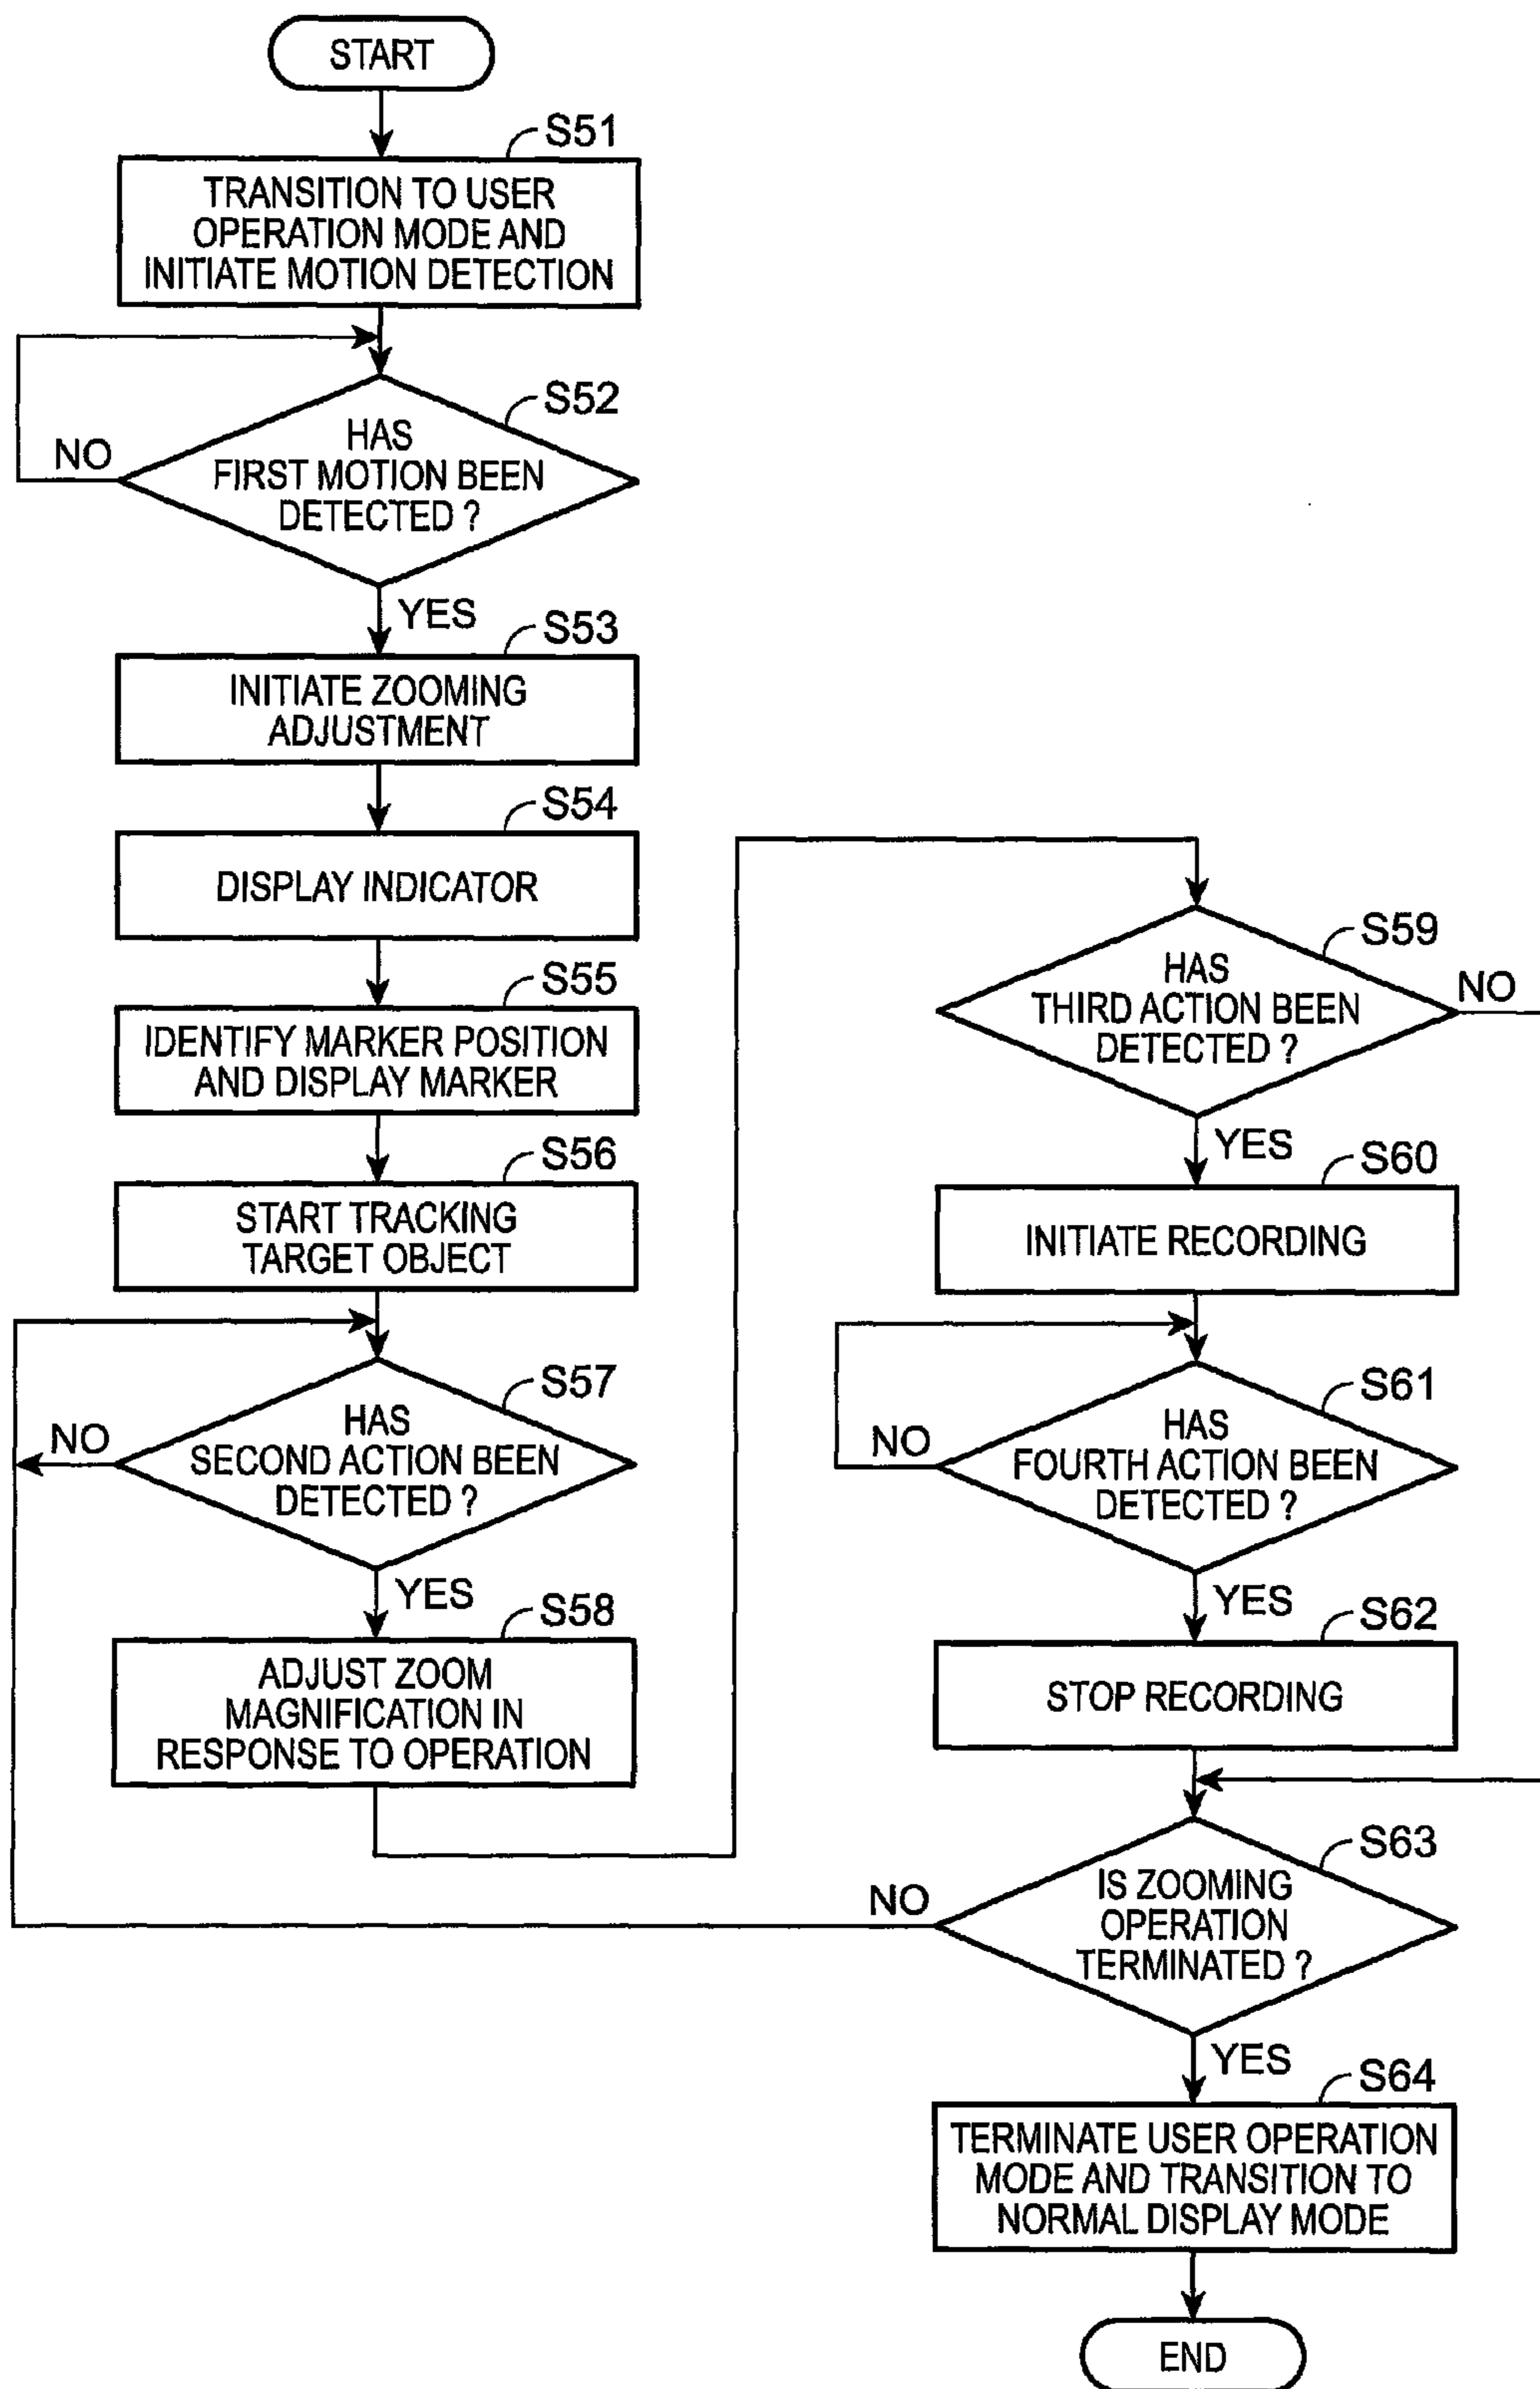 START
S51
TRANSITION TO USER
OPERATION MODE AND
INITIATE MOTION DETECTION
S52
HAS
FIRST MOTION BEEN
DETECTED ?
NO
YES
S53
INITIATE ZOOMING
ADJUSTMENT
S54
DISPLAY INDICATOR
S55
IDENTIFY MARKER POSITION
AND DISPLAY MARKER
S56
START TRACKING
TARGET OBJECT
S57
HAS
SECOND ACTION BEEN
DETECTED ?
NO
YES
S58
ADJUST ZOOM
MAGNIFICATION IN
RESPONSE TO OPERATION
S59
HAS
THIRD ACTION BEEN
DETECTED ?
NO
YES
S60
INITIATE RECORDING
S61
HAS
FOURTH ACTION BEEN
DETECTED ?
NO
YES
S62
STOP RECORDING
S63
IS ZOOMING
OPERATION
TERMINATED ?
NO
YES
S64
TERMINATE USER OPERATION
MODE AND TRANSITION TO
NORMAL DISPLAY MODE
END